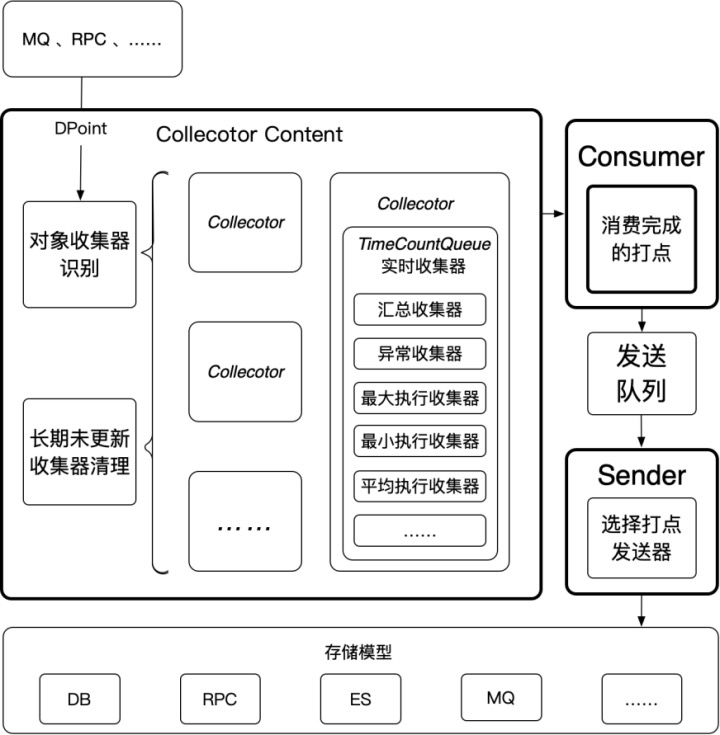 MQ 、RPC 、……
DPoint
Collecotor Content
对象收集器
识别
长期未更新
收集器清理
Collecotor
Collecotor
……
Collecotor
TimeCountQueue
实时收集器
汇总收集器
异常收集器
最大执行收集器
最小执行收集器
平均执行收集器
……
Consumer
消费完成
的打点
发送
队列
Sender
选择打点
发送器
存储模型
DB
RPC
ES
MQ
……